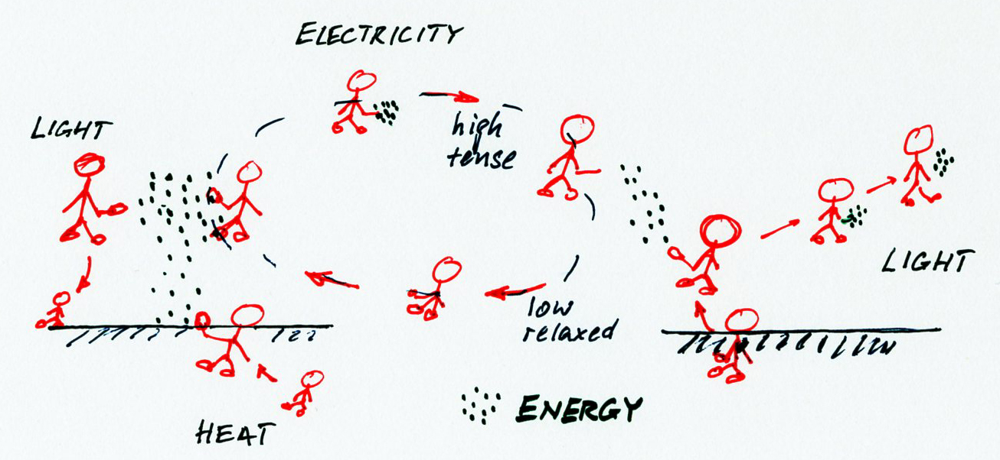 ELECTRICITY
LIGHT
high
tense
LIGHT
low
relaxed
ENERGY
HEAT